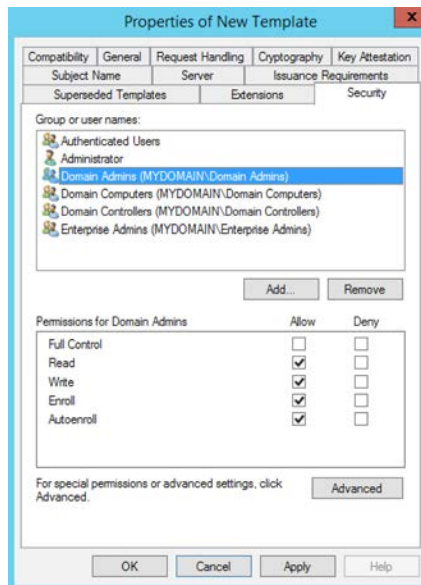 Properties of New Template
x
Compatibility General Request Handling Cryptography Key Attestation
Subject Name Server Issuance Requirements
Superseded Templates Extensions Security
Group or user names:
Authenticated Users
Administrator
Domain Admins (MYDOMAIN\Domain Admins)
Domain Computers (MYDOMAIN\Domain Computers)
Domain Controllers (MYDOMAIN\Domain Controllers)
Enterprise Admins (MYDOMAIN\Enterprise Admins)
Add... Remove
Permissions for Domain Admins Allow Deny
Full Control
Read
Write
Enroll
Autoenroll
For special permissions or advanced settings, click
Advanced. Advanced
OK Cancel Apply Help